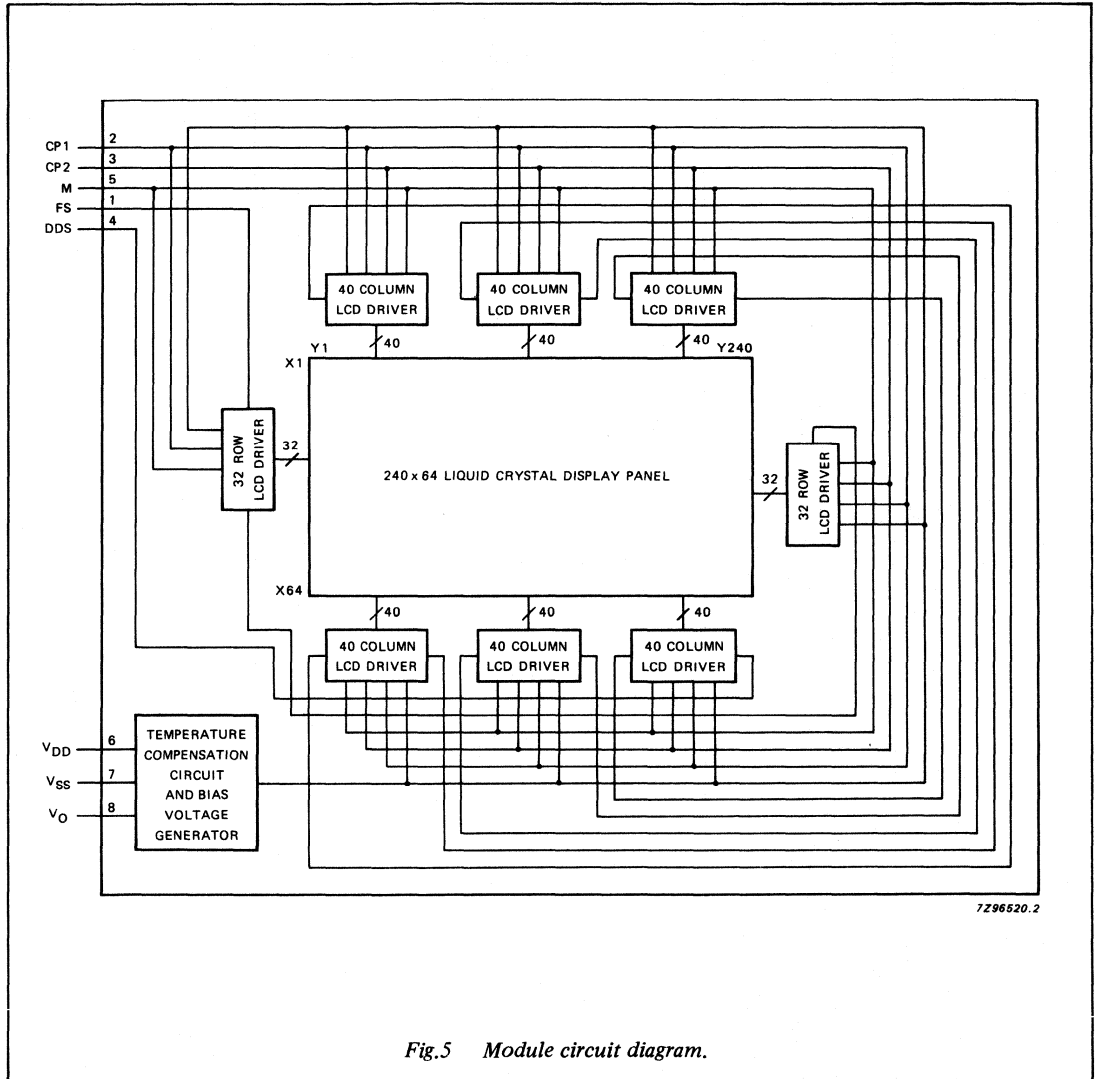 CP1 2
CP2 3
M 5
FS 1
DDS 4
40 COLUMN
LCD DRIVER
40 COLUMN
LCD DRIVER
40 COLUMN
LCD DRIVER
40
40
40
Y1
Y240
X1
32 ROW
LCD DRIVER
32
240 x 64 LIQUID CRYSTAL DISPLAY PANEL
32
32 ROW
LCD DRIVER
X64
40
40
40
40 COLUMN
LCD DRIVER
40 COLUMN
LCD DRIVER
40 COLUMN
LCD DRIVER
VDD 6
VSS 7
VO 8
TEMPERATURE
COMPENSATION
CIRCUIT
AND BIAS
VOLTAGE
GENERATOR
7Z96520.2
Fig.5 Module circuit diagram.